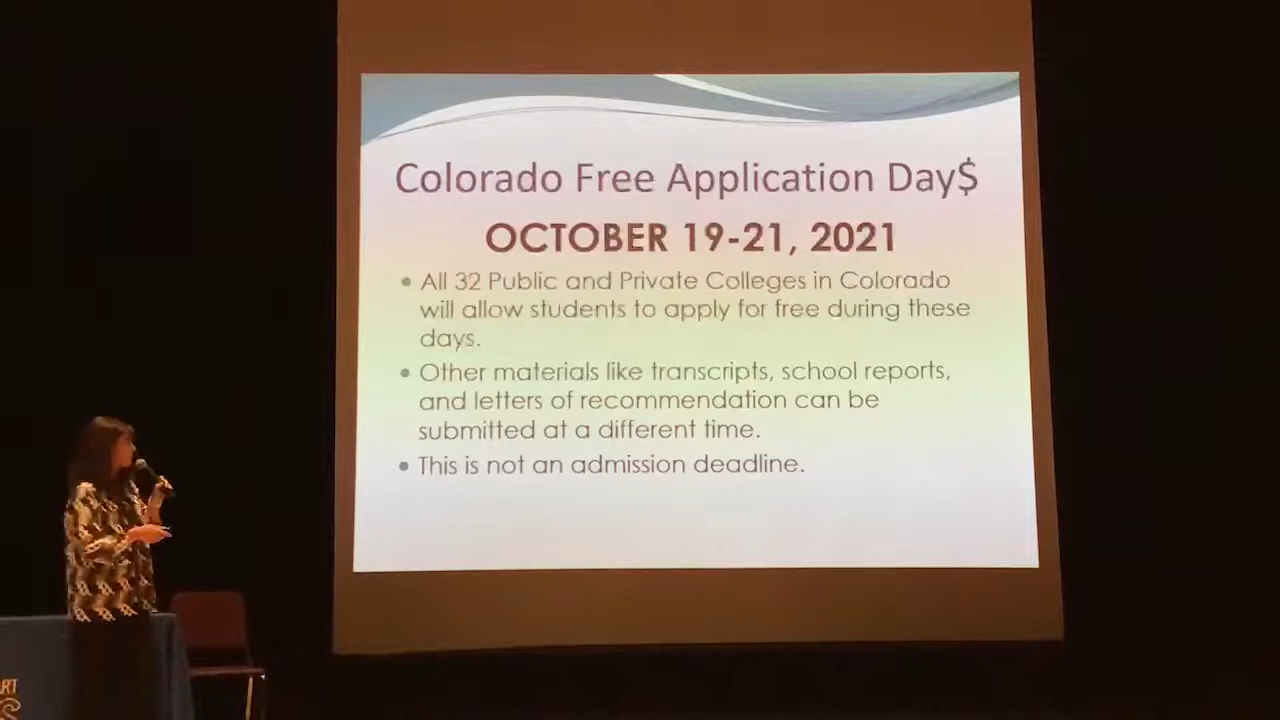 Colorado Free Application Day$
OCTOBER 19-21, 2021
• All 32 Public and Private Colleges in Colorado
will allow students to apply for free during these
days.
• Other materials like transcripts, school reports,
and letters of recommendation can be
submitted at a different time.
• This is not an admission deadline.